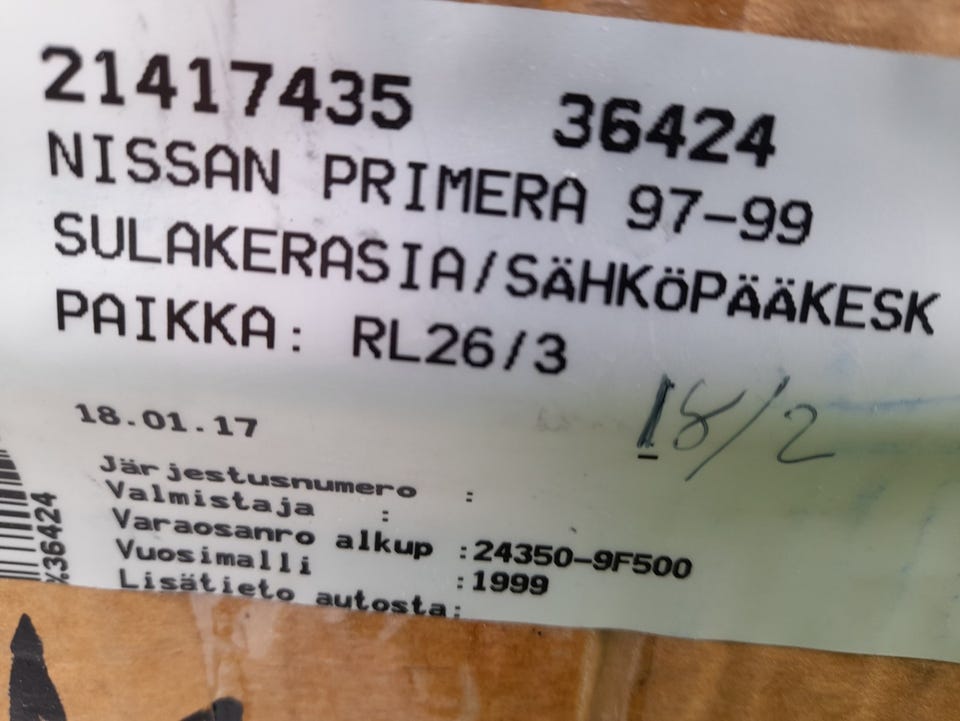 21417435 36424
NISSAN PRIMERA 97-99
SULAKERASIA/SÄHKÖPÄÄKESK
PAIKKA: RL26/3
18/2
18.01.17
Järjestusnumero :
Valmistaja :
Varaosanro alkup :24350-9F500
Vuosimalli :1999
Lisätieto autosta:
%36424